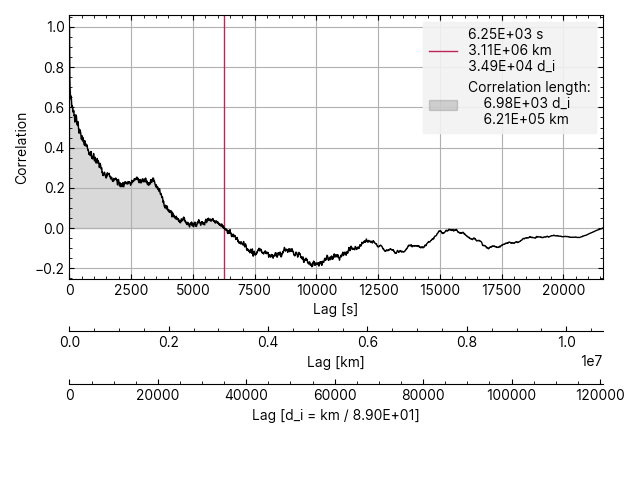 6.25E+03 s
3.11E+06 km
3.49E+04 d_i
Correlation length:
6.98E+03 d_i
6.21E+05 km
1.0
0.8
0.6
0.4
0.2
0.0
−0.2
Correlation
0 2500 5000 7500 10000 12500 15000 17500 20000
Lag [s]
0.0 0.2 0.4 0.6 0.8 1.0
1e7
Lag [km]
0 20000 40000 60000 80000 100000 120000
Lag [d_i = km / 8.90E+01]